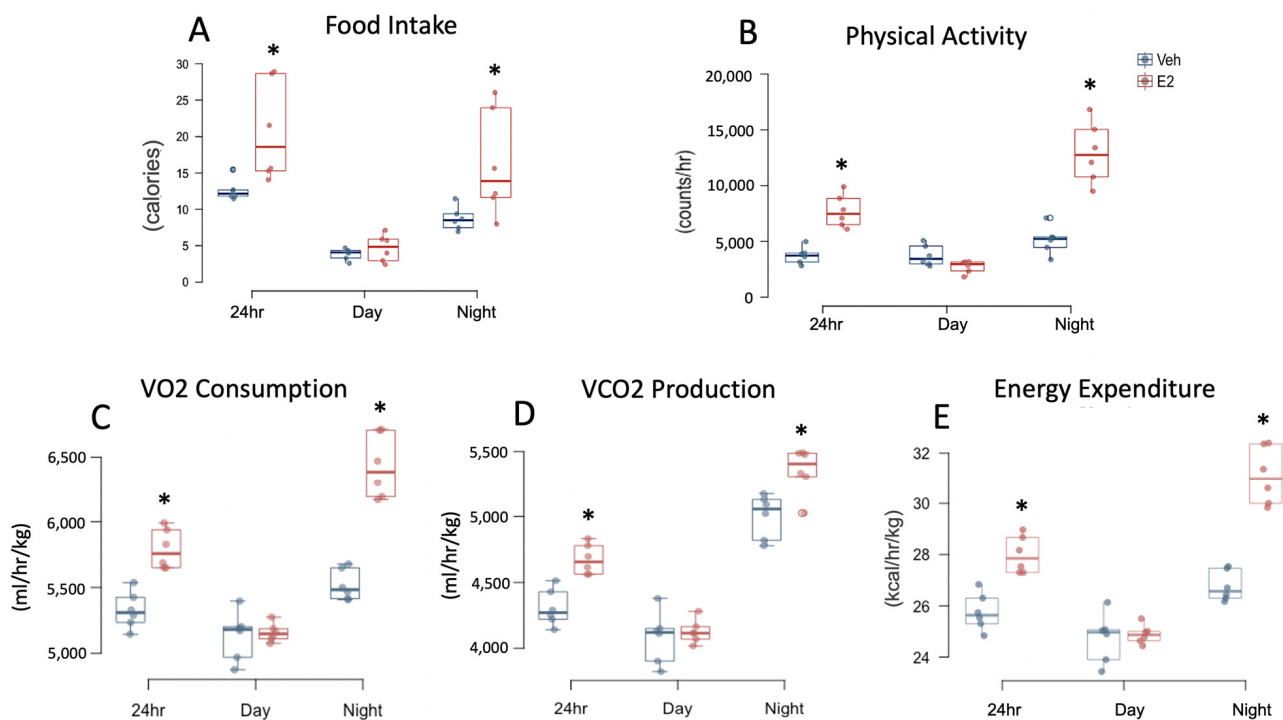 A
Food Intake
*
*
30
25
20
15
10
5
0
(calories)
24hr
Day
Night
B
Physical Activity
Veh
E2
*
*
20,000
15,000
10,000
5,000
0
(counts/hr)
24hr
Day
Night
C
VO2 Consumption
*
*
6,500
6,000
5,500
5,000
(ml/hr/kg)
24hr
Day
Night
D
VCO2 Production
*
*
5,500
5,000
4,500
4,000
(ml/hr/kg)
24hr
Day
Night
E
Energy Expenditure
*
*
32
30
28
26
24
(kcal/hr/kg)
24hr
Day
Night